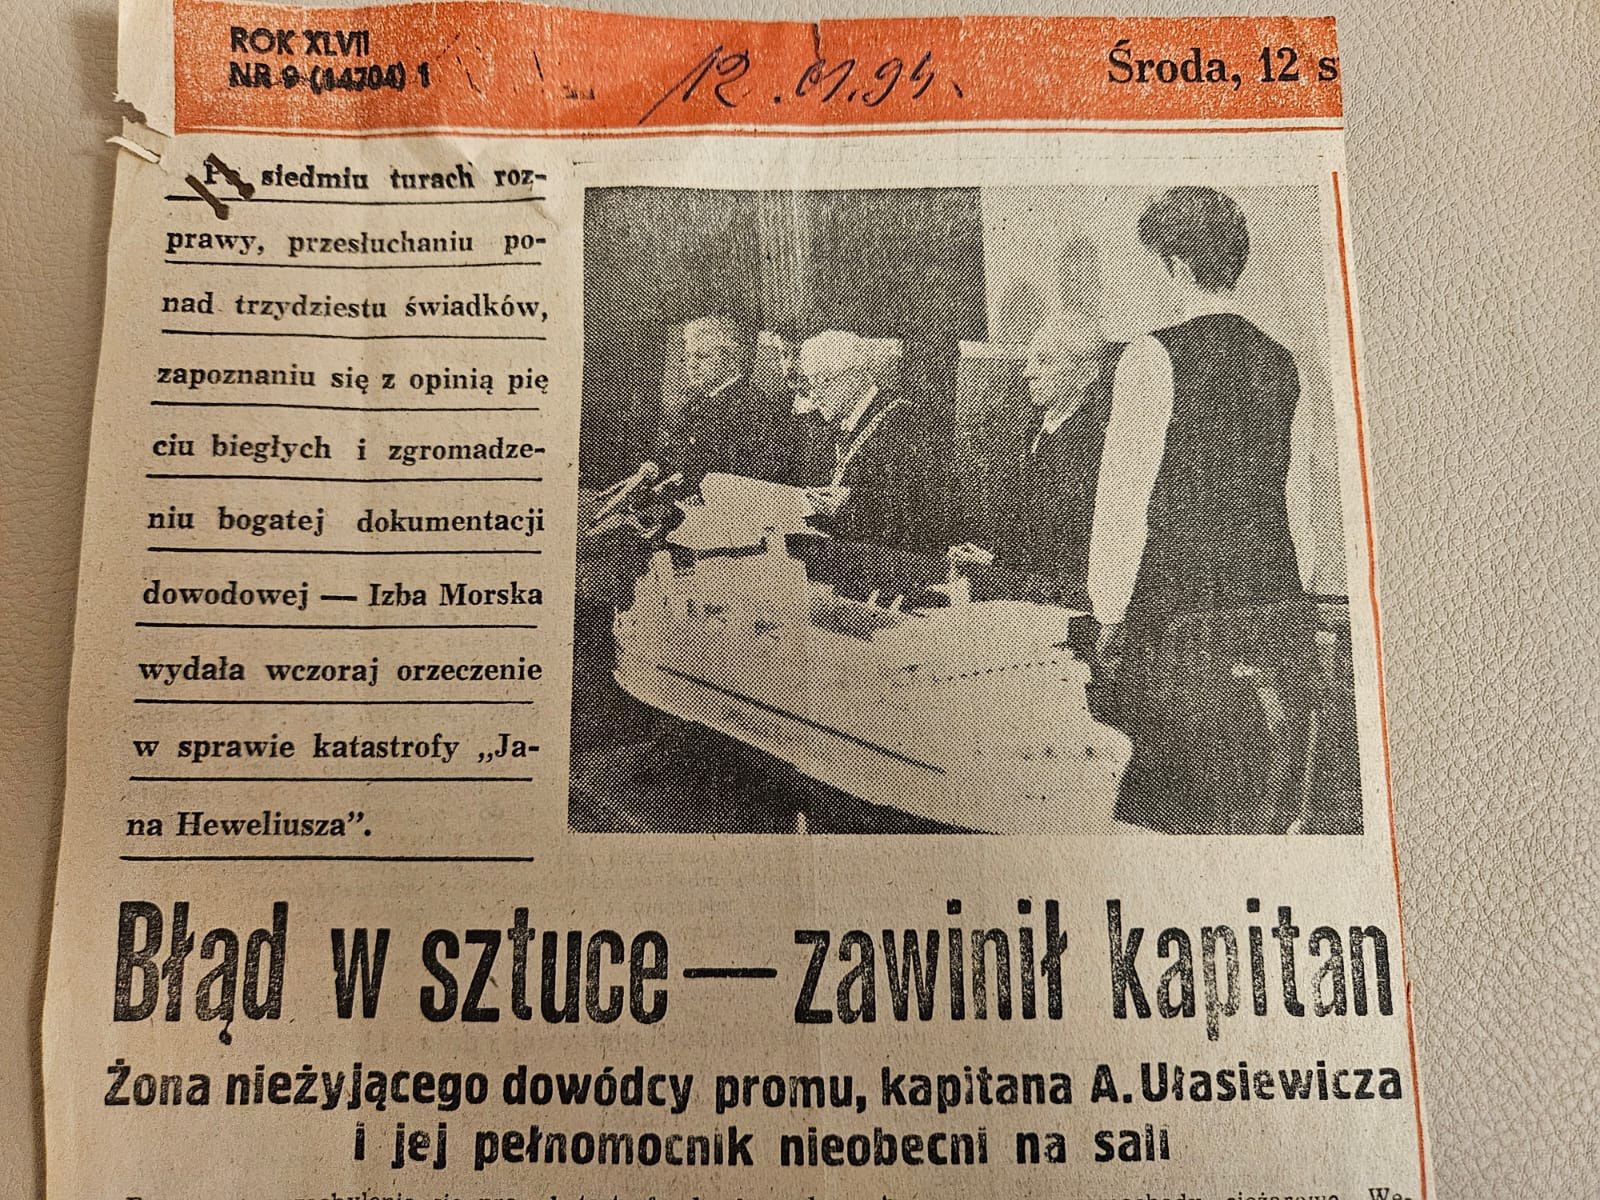 ROK XLVII
NR 9 (14704) 1
12.01.94.
Środa, 12 s
siedmiu turach roz-
prawy, przesłuchaniu po-
nad trzydziestu świadków,
zapoznaniu się z opinią pię
ciu biegłych i zgromadze-
niu bogatej dokumentacji
dowodowej — Izba Morska
wydała wczoraj orzeczenie
w sprawie katastrofy „Ja-
na Heweliusza”.
Błąd w sztuce — zawinił kapitan
Żona nieżyjącego dowódcy promu, kapitana A. Ułasiewicza
i jej pełnomocnik nieobecni na sali